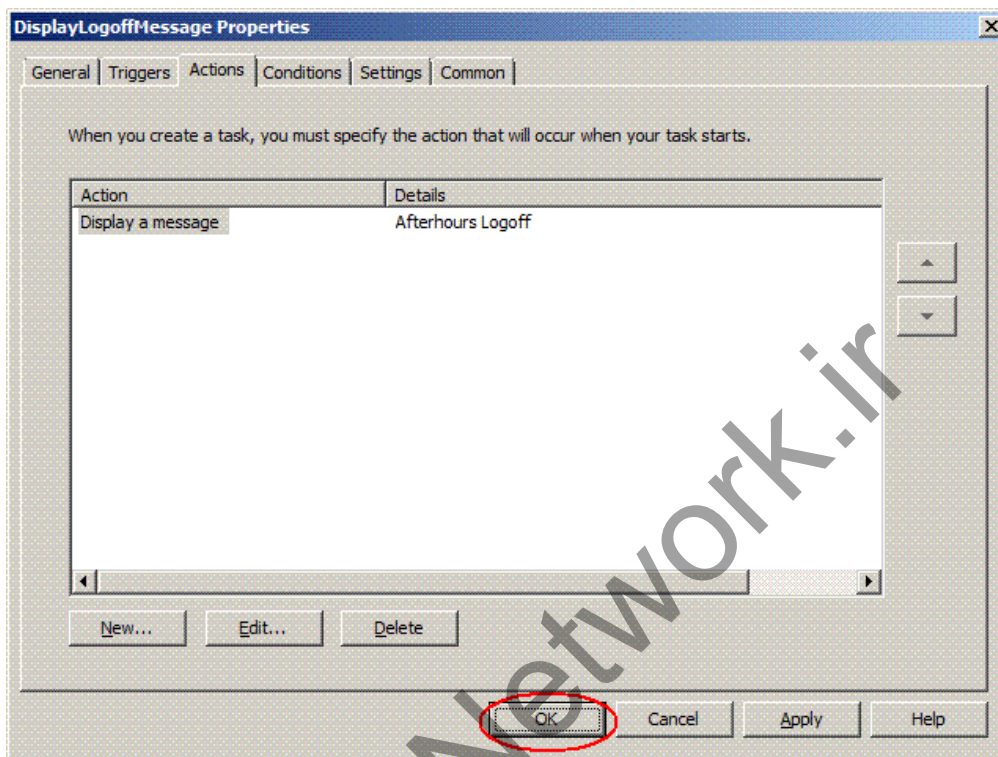 DisplayLogoffMessage Properties
General Triggers Actions Conditions Settings Common
When you create a task, you must specify the action that will occur when your task starts.
Action Details
Display a message Afterhours Logoff
New... Edit... Delete
OK Cancel Apply Help
Network.ir